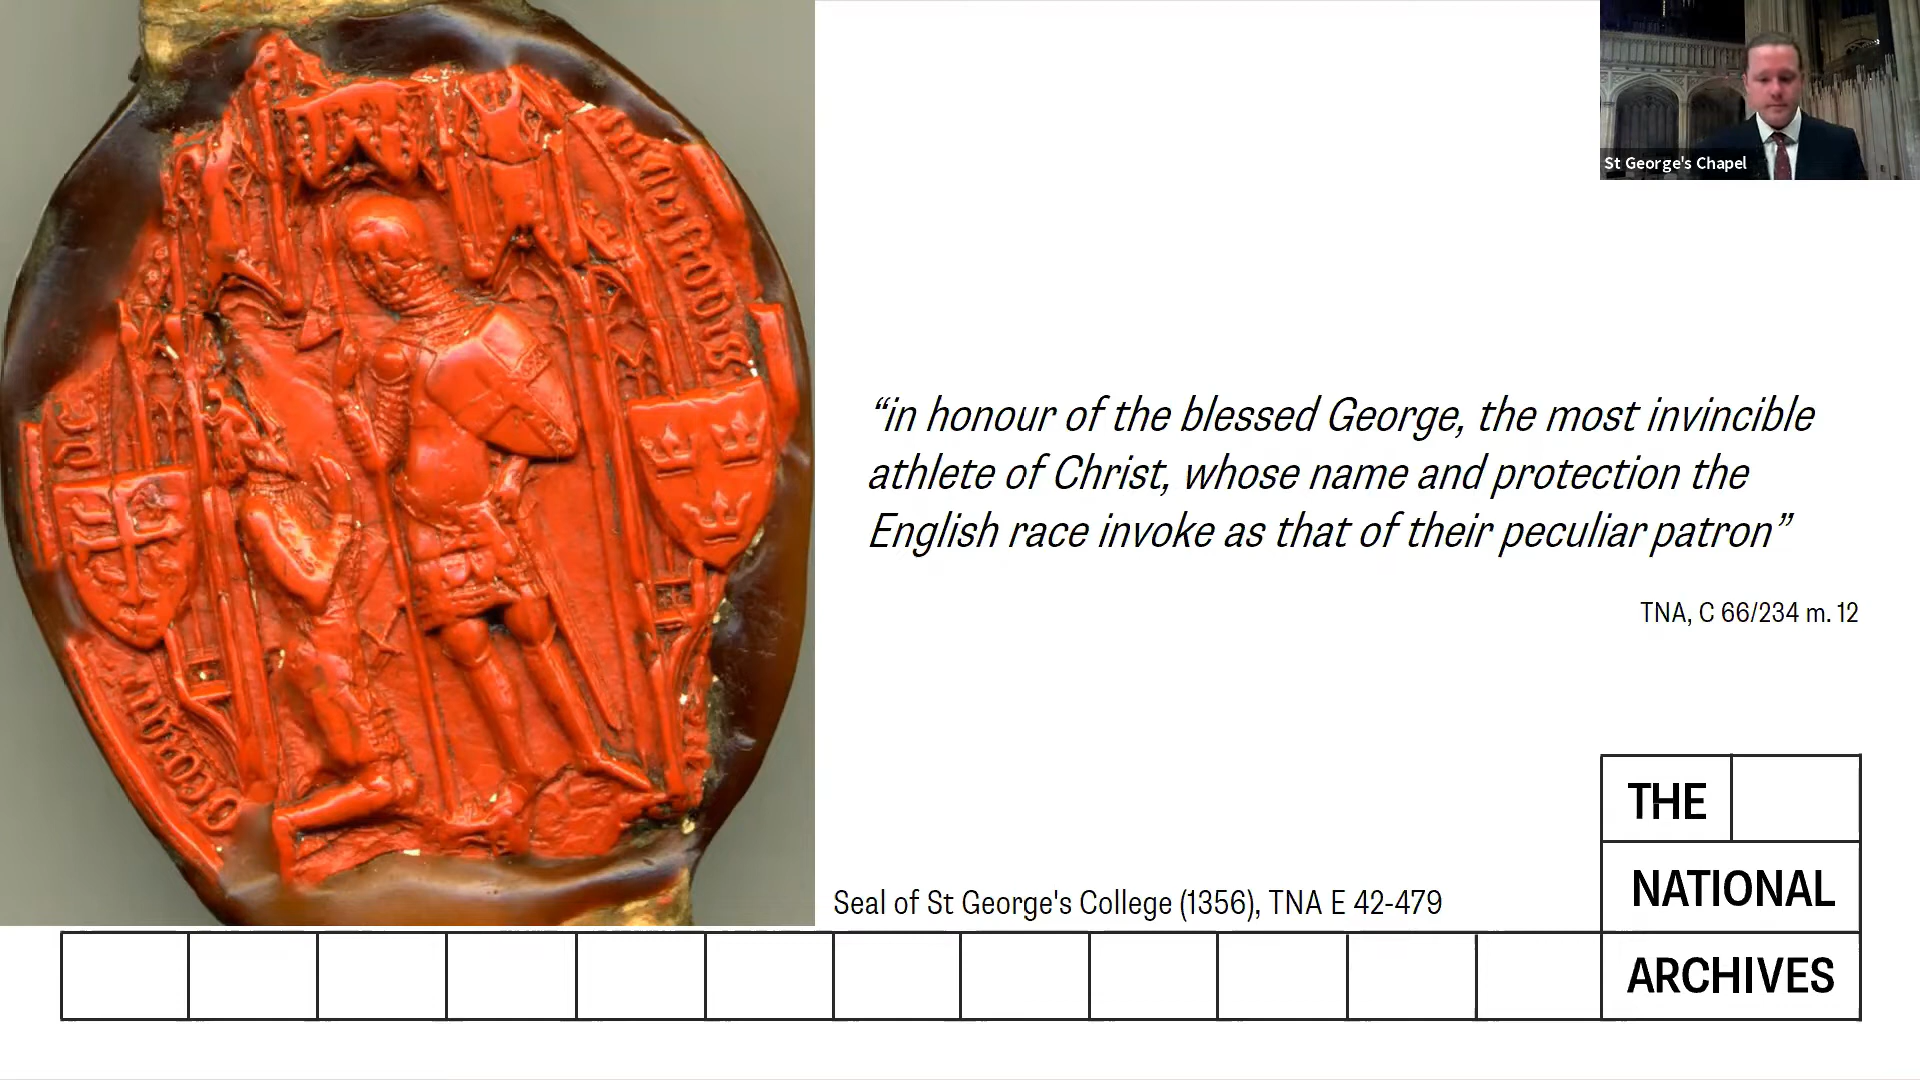 St George's Chapel
“in honour of the blessed George, the most invincible
athlete of Christ, whose name and protection the
English race invoke as that of their peculiar patron”
TNA, C 66/234 m. 12
Seal of St George's College (1356), TNA E 42-479
THE
NATIONAL
ARCHIVES